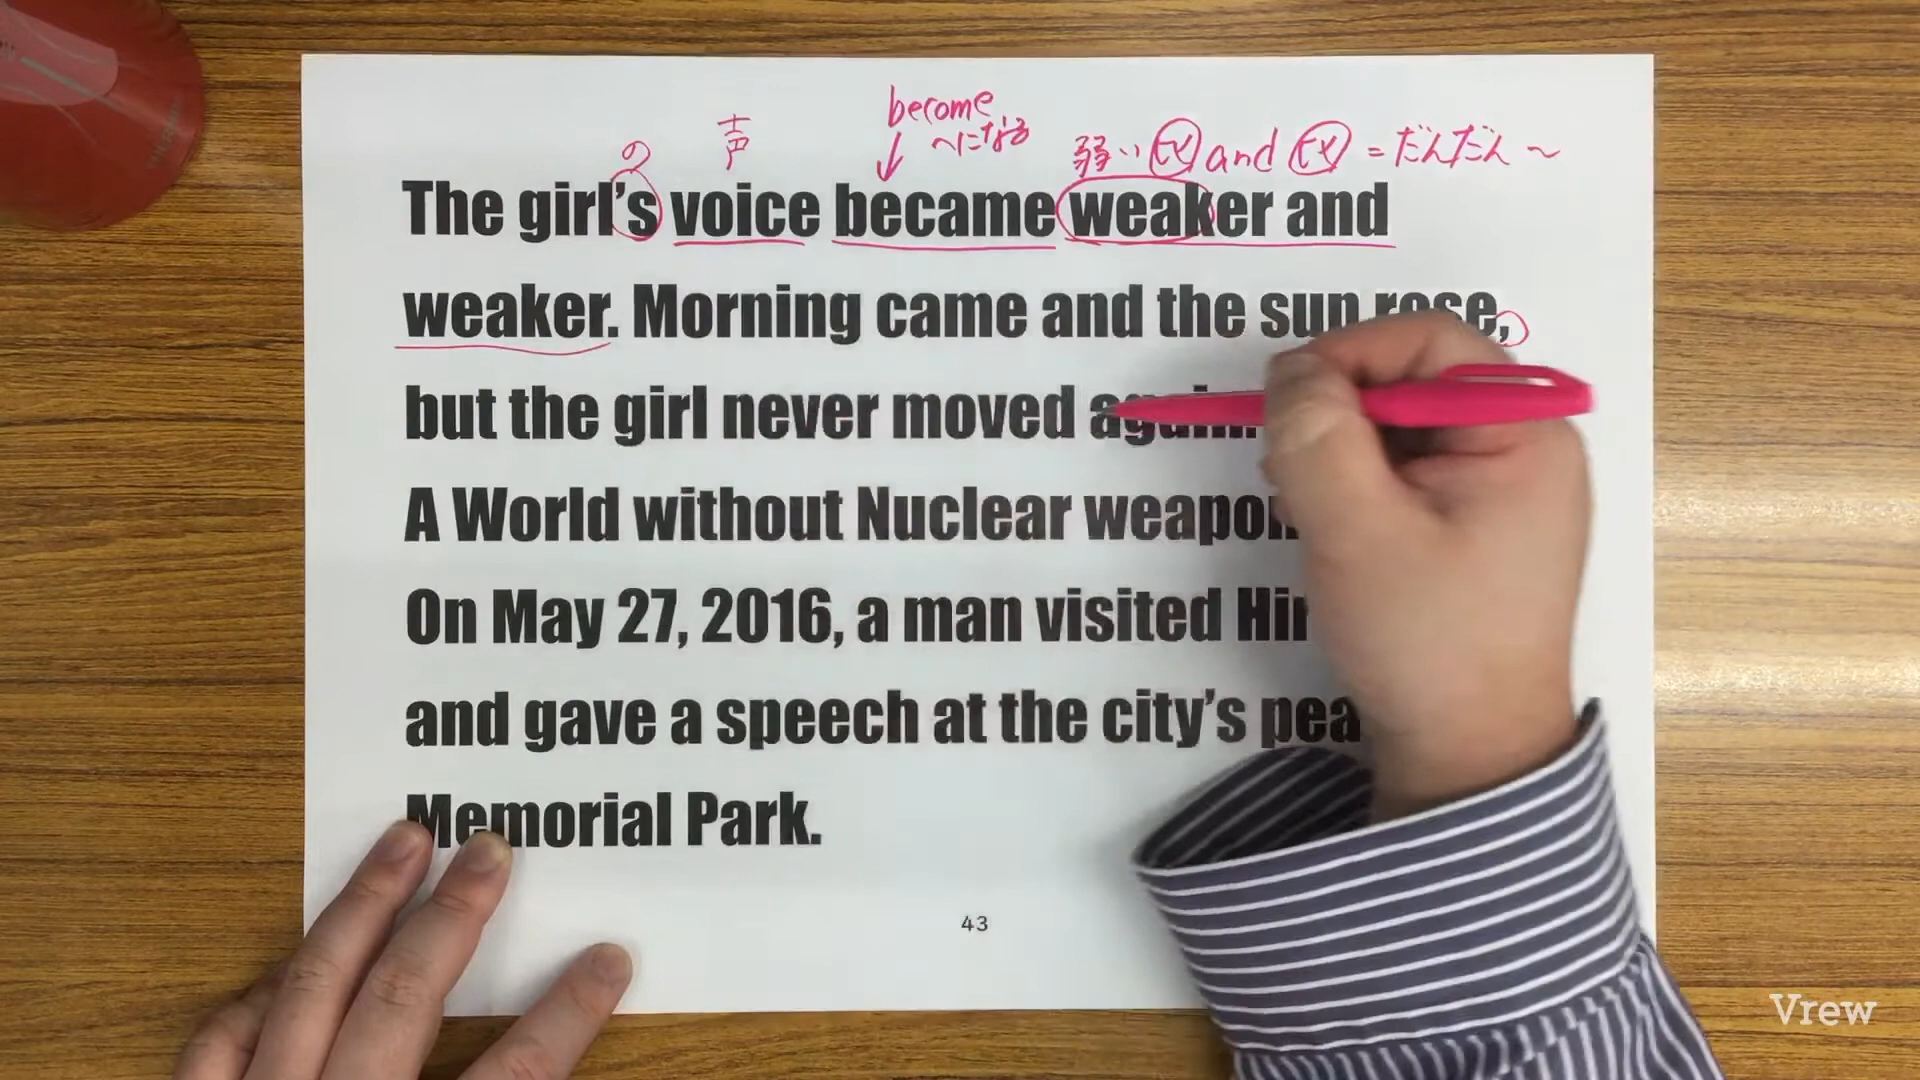 become
の 声 〜になる 弱い 比 and 比 = だんだん〜
The girl's voice became weaker and
weaker. Morning came and the sun rose,
but the girl never moved again.
A World without Nuclear
On May 27, 2016, a man visited
and gave a speech at the city's
Memorial Park.
43
Vrew